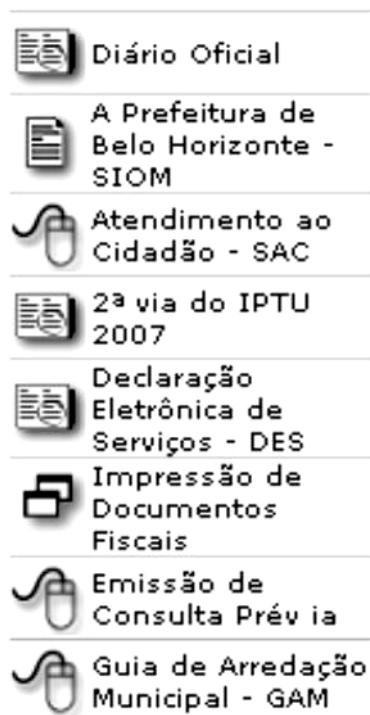 Diário Oficial
A Prefeitura de
Belo Horizonte -
SIOM
Atendimento ao
Cidadão - SAC
2ª via do IPTU
2007
Declaração
Eletrônica de
Serviços - DES
Impressão de
Documentos
Fiscais
Emissão de
Consulta Prév ia
Guia de Arredação
Municipal - GAM